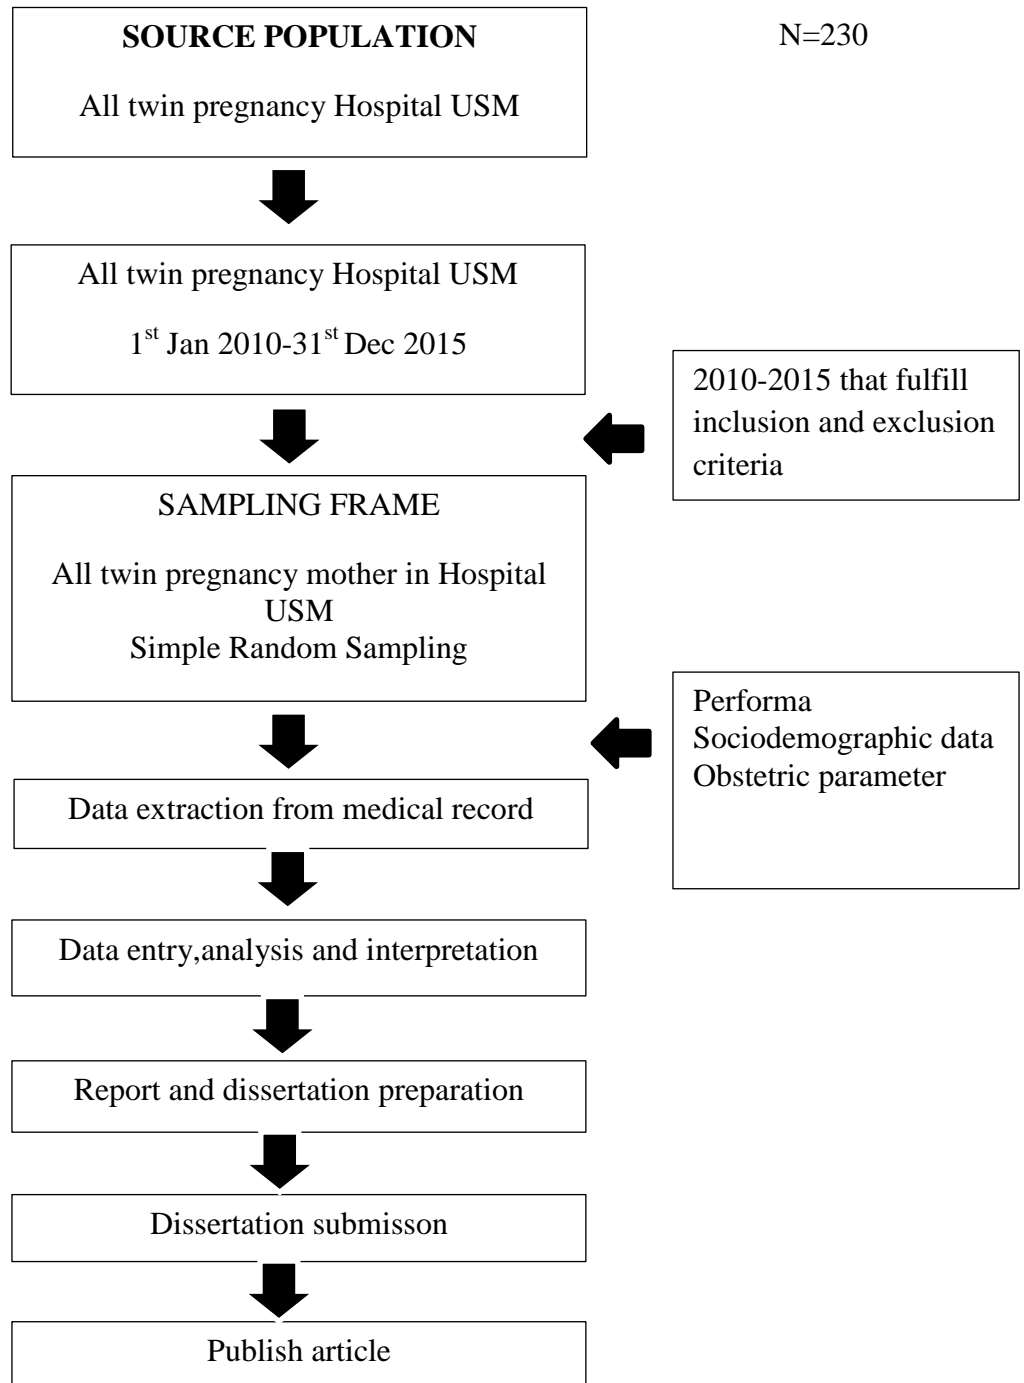 SOURCE POPULATION
N=230
All twin pregnancy Hospital USM
All twin pregnancy Hospital USM
1st Jan 2010-31st Dec 2015
2010-2015 that fulfill
inclusion and exclusion
criteria
SAMPLING FRAME
All twin pregnancy mother in Hospital
USM
Simple Random Sampling
Performa
Sociodemographic data
Obstetric parameter
Data extraction from medical record
Data entry,analysis and interpretation
Report and dissertation preparation
Dissertation submisson
Publish article